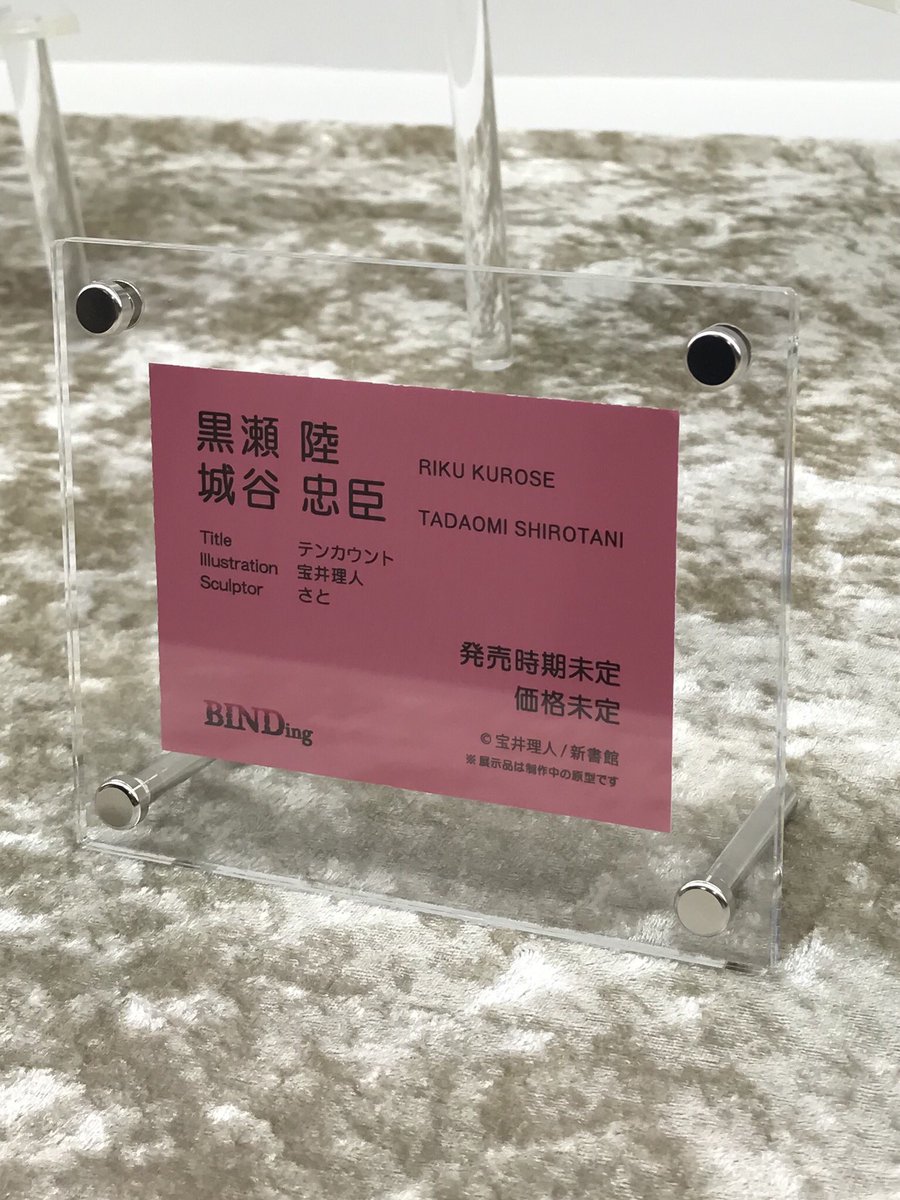 黒瀬 陸 RIKU KUROSE
城谷 忠臣 TADAOMI SHIROTANI
Title テンカウント
Illustration 宝井理人
Sculptor さと
発売時期未定
価格未定
BINDing
© 宝井理人 / 新書館
※ 展示品は制作中の原型です